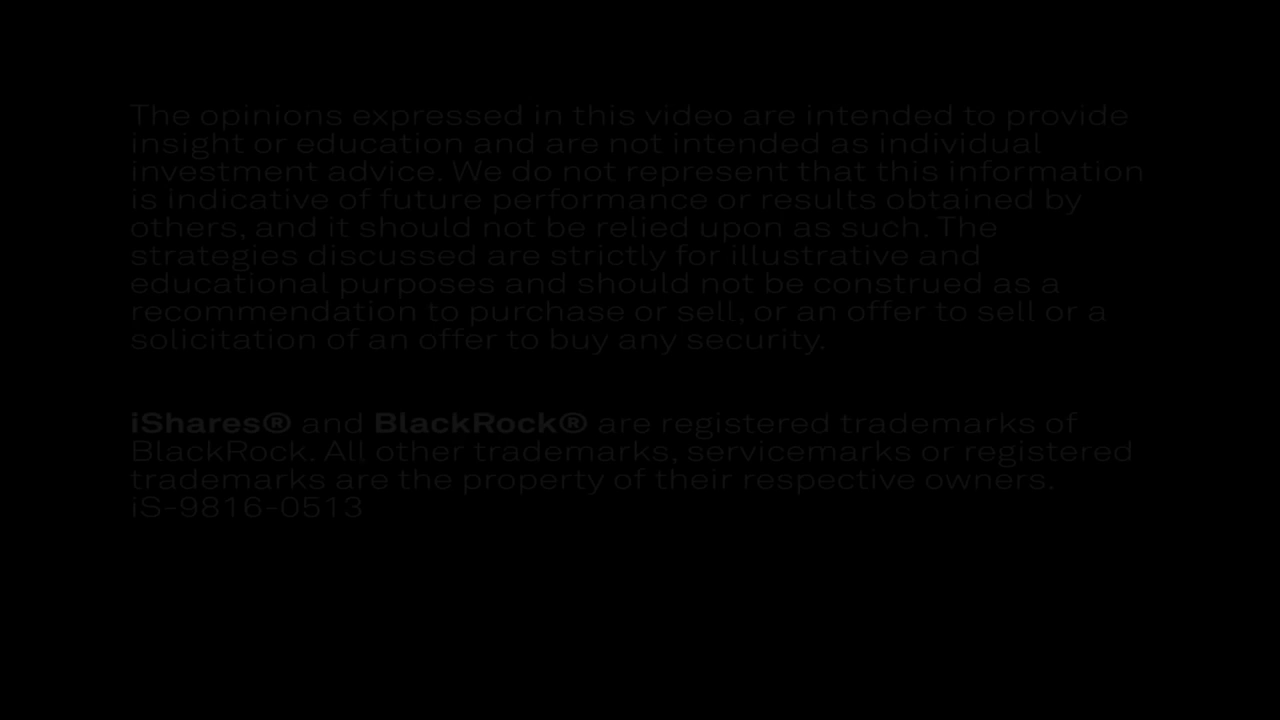 The opinions expressed in this video are intended to provide
insight or education and are not intended as individual
investment advice. We do not represent that this information
is indicative of future performance or results obtained by
others, and it should not be relied upon as such. The
strategies discussed are strictly for illustrative and
educational purposes and should not be construed as a
recommendation to purchase or sell, or an offer to sell or a
solicitation of an offer to buy any security.
iShares® and BlackRock® are registered trademarks of
BlackRock. All other trademarks, servicemarks or registered
trademarks are the property of their respective owners.
iS-9816-0513